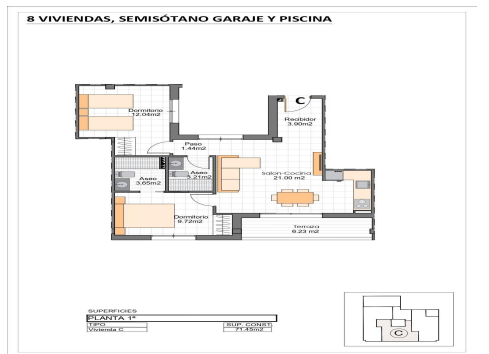 8 VIVIENDAS, SEMISÓTANO GARAJE Y PISCINA
C
Recibidor
3.90m2
Dormitorio
12.04m2
Paso
1.44m2
Aseo
3.21m2
Aseo
3.65m2
Salon-Cocina
21.00 m2
Dormitorio
9.72m2
Terraza
6.23 m2
SUPERFICIES
PLANTA 1ª
TIPO SUP. CONST.
Vivienda C 71.45m2
C